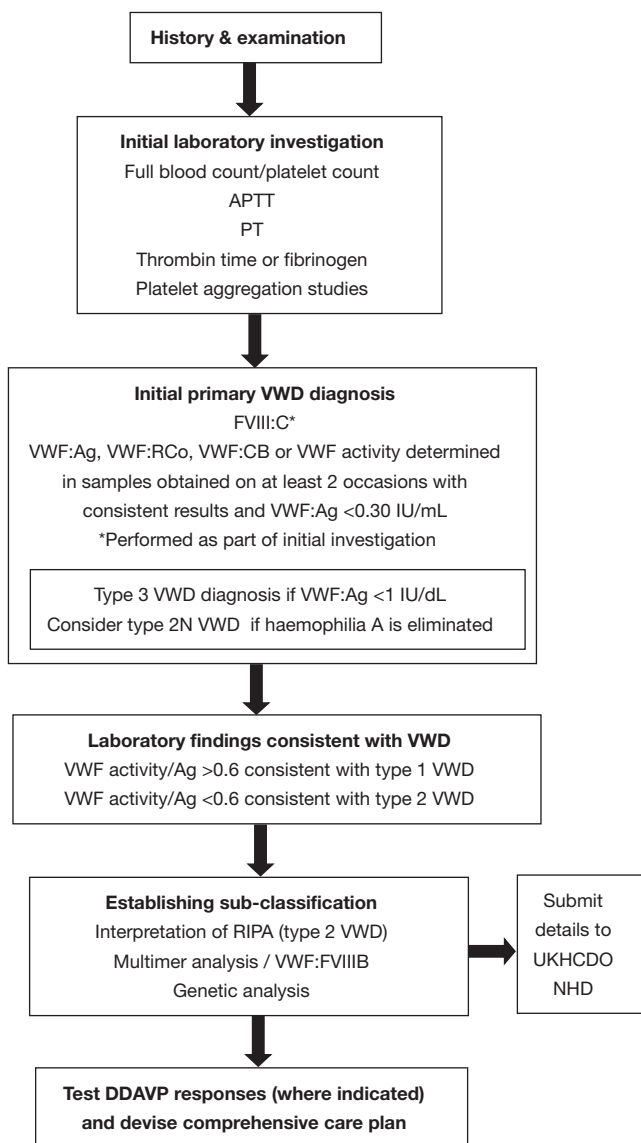 History & examination
Initial laboratory investigation
Full blood count/platelet count
APTT
PT
Thrombin time or fibrinogen
Platelet aggregation studies
Initial primary VWD diagnosis
FVIII:C*
VWF:Ag, VWF:RCo, VWF:CB or VWF activity determined
in samples obtained on at least 2 occasions with
consistent results and VWF:Ag <0.30 IU/mL
*Performed as part of initial investigation
Type 3 VWD diagnosis if VWF:Ag <1 IU/dL
Consider type 2N VWD if haemophilia A is eliminated
Laboratory findings consistent with VWD
VWF activity/Ag >0.6 consistent with type 1 VWD
VWF activity/Ag <0.6 consistent with type 2 VWD
Establishing sub-classification
Interpretation of RIPA (type 2 VWD)
Multimer analysis / VWF:FVIIIB
Genetic analysis
Submit
details to
UKHCDO
NHD
Test DDAVP responses (where indicated)
and devise comprehensive care plan